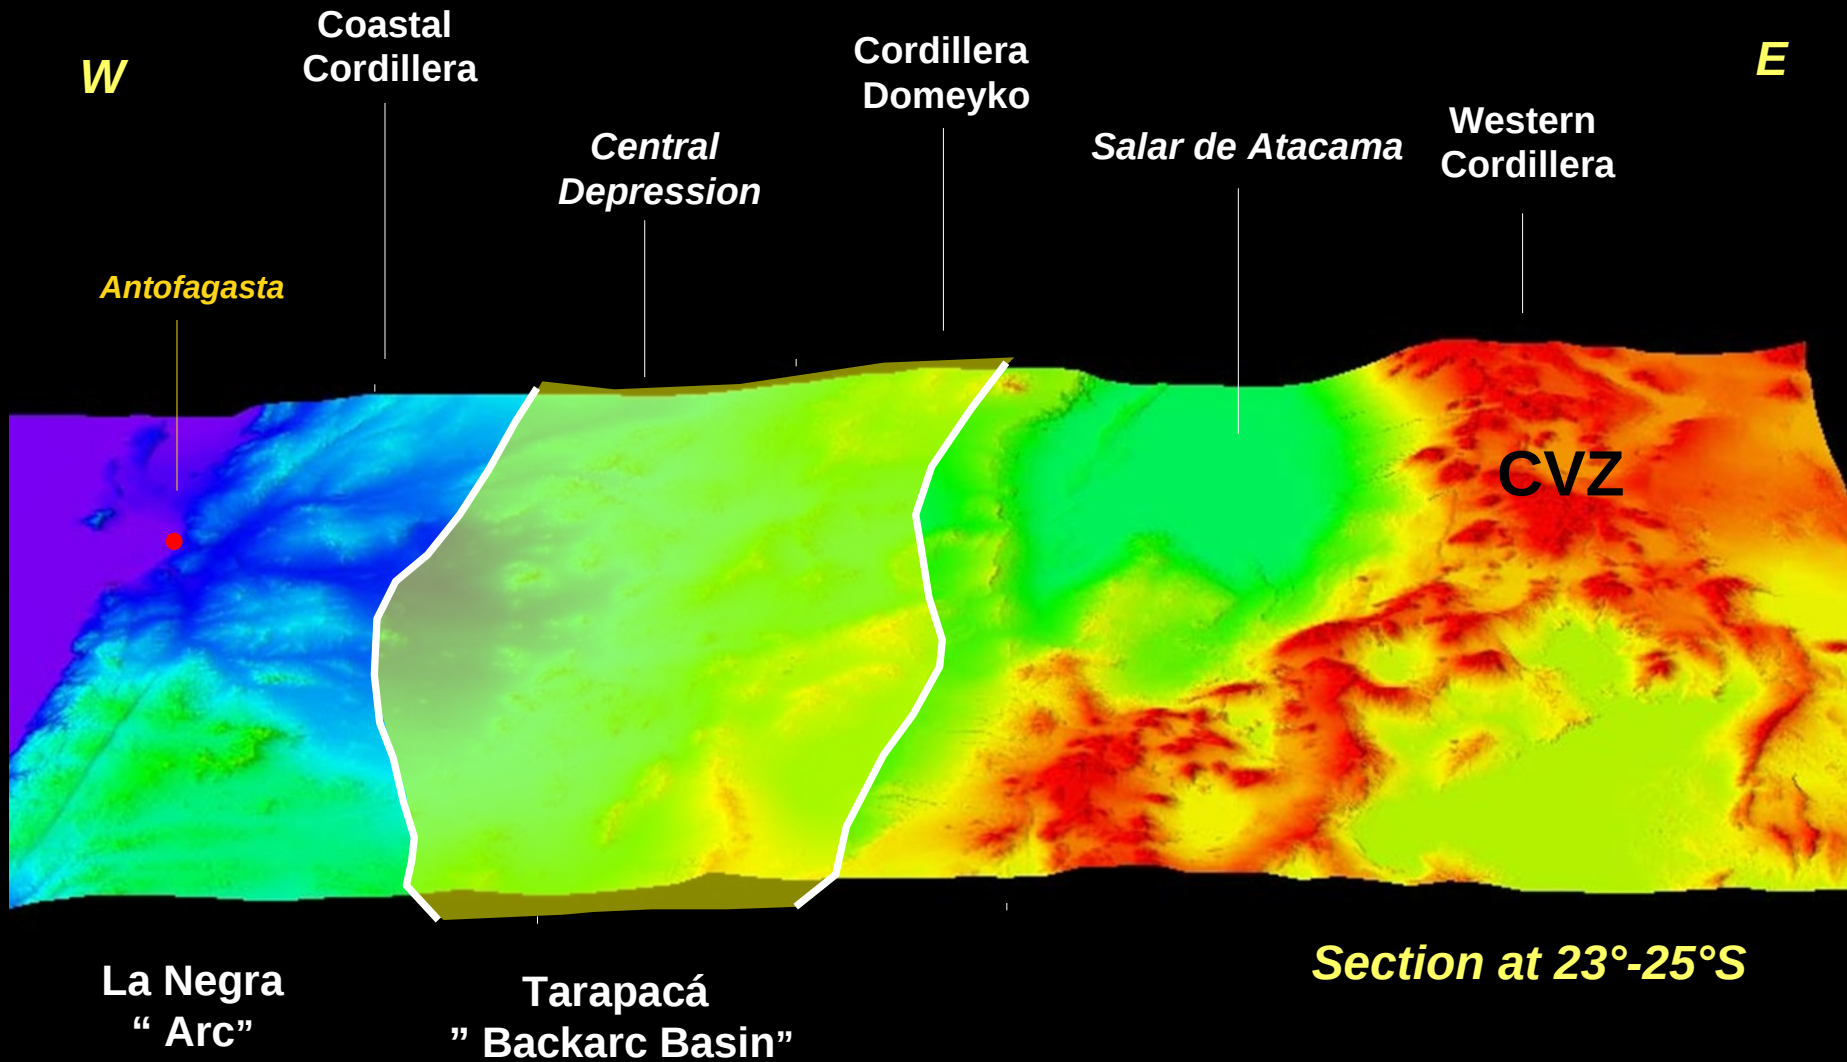 W
Coastal
Cordillera
Central
Depression
Cordillera
Domeyko
Salar de Atacama
Western
Cordillera
E
Antofagasta
CVZ
Section at 23°-25°S
La Negra
“ Arc”
Tarapacá
” Backarc Basin”